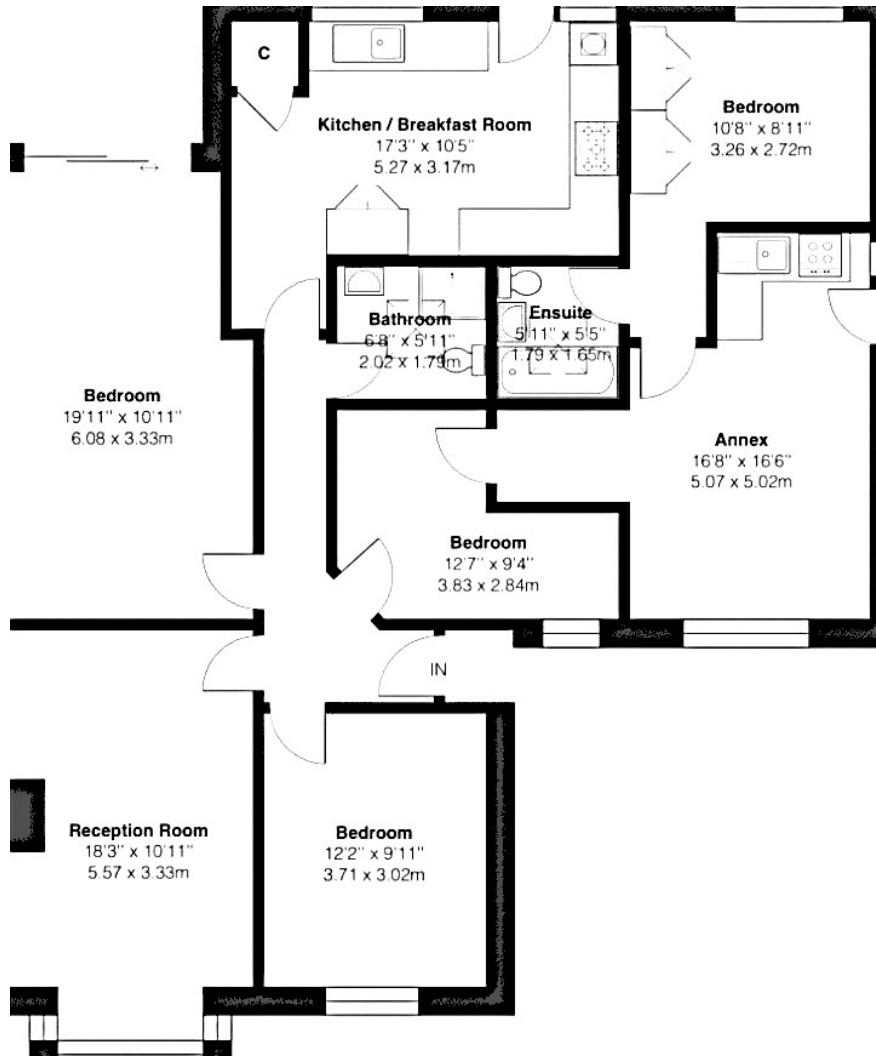 C
Kitchen / Breakfast Room
17'3" x 10'5"
5.27 x 3.17m
Bedroom
10'8" x 8'11"
3.26 x 2.72m
Bathroom
6'8" x 5'11"
2.02 x 1.79m
Ensuite
5'11" x 5'5"
1.79 x 1.65m
Bedroom
19'11" x 10'11"
6.08 x 3.33m
Annex
16'8" x 16'6"
5.07 x 5.02m
Bedroom
12'7" x 9'4"
3.83 x 2.84m
IN
Reception Room
18'3" x 10'11"
5.57 x 3.33m
Bedroom
12'2" x 9'11"
3.71 x 3.02m